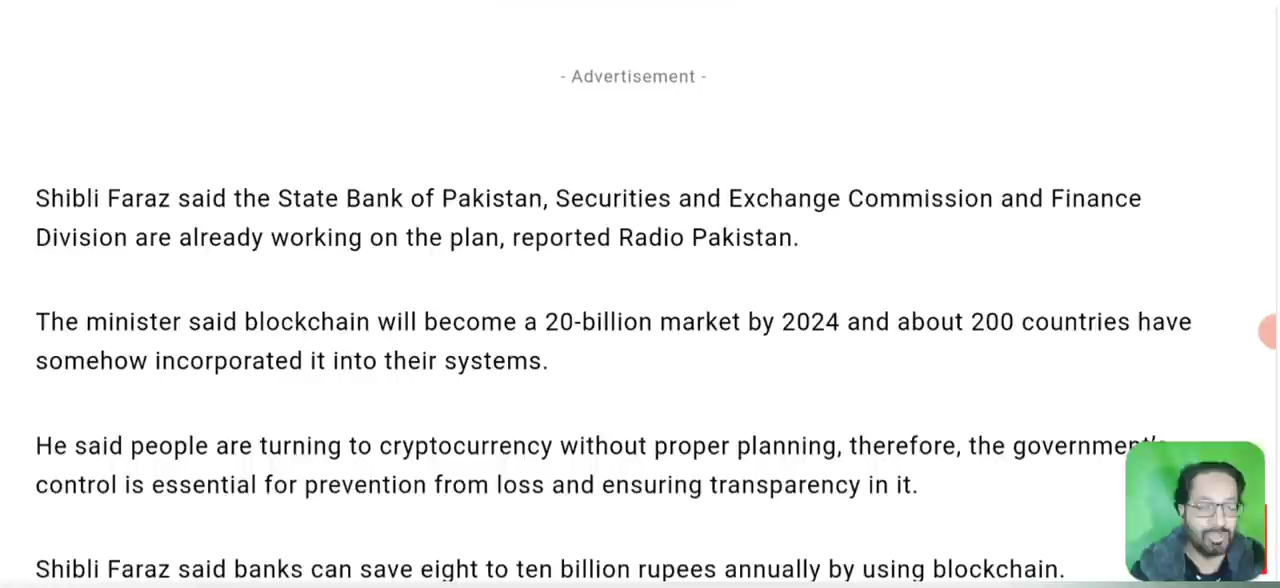 - Advertisement -
Shibli Faraz said the State Bank of Pakistan, Securities and Exchange Commission and Finance
Division are already working on the plan, reported Radio Pakistan.
The minister said blockchain will become a 20-billion market by 2024 and about 200 countries have
somehow incorporated it into their systems.
He said people are turning to cryptocurrency without proper planning, therefore, the government's
control is essential for prevention from loss and ensuring transparency in it.
Shibli Faraz said banks can save eight to ten billion rupees annually by using blockchain.